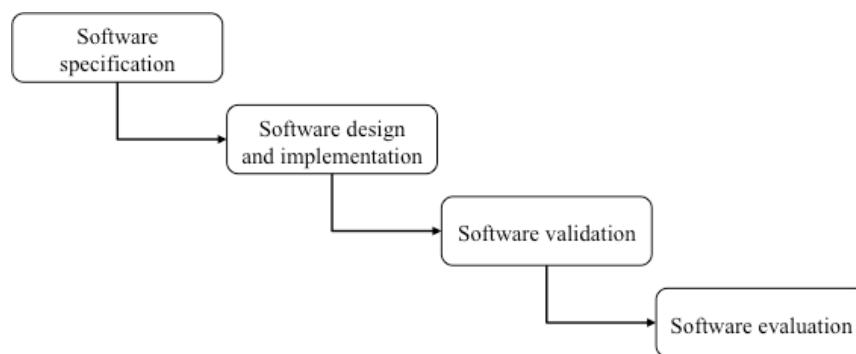 Software
specification
Software design
and implementation
Software validation
Software evaluation